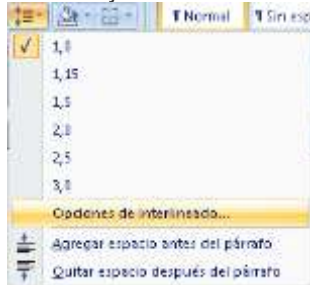 ¶ Normal ¶ Sin esp
1,0
1,15
1,5
2,0
2,5
3,0
Opciones de interlineado...
Agregar espacio antes del párrafo
Quitar espacio después del párrafo